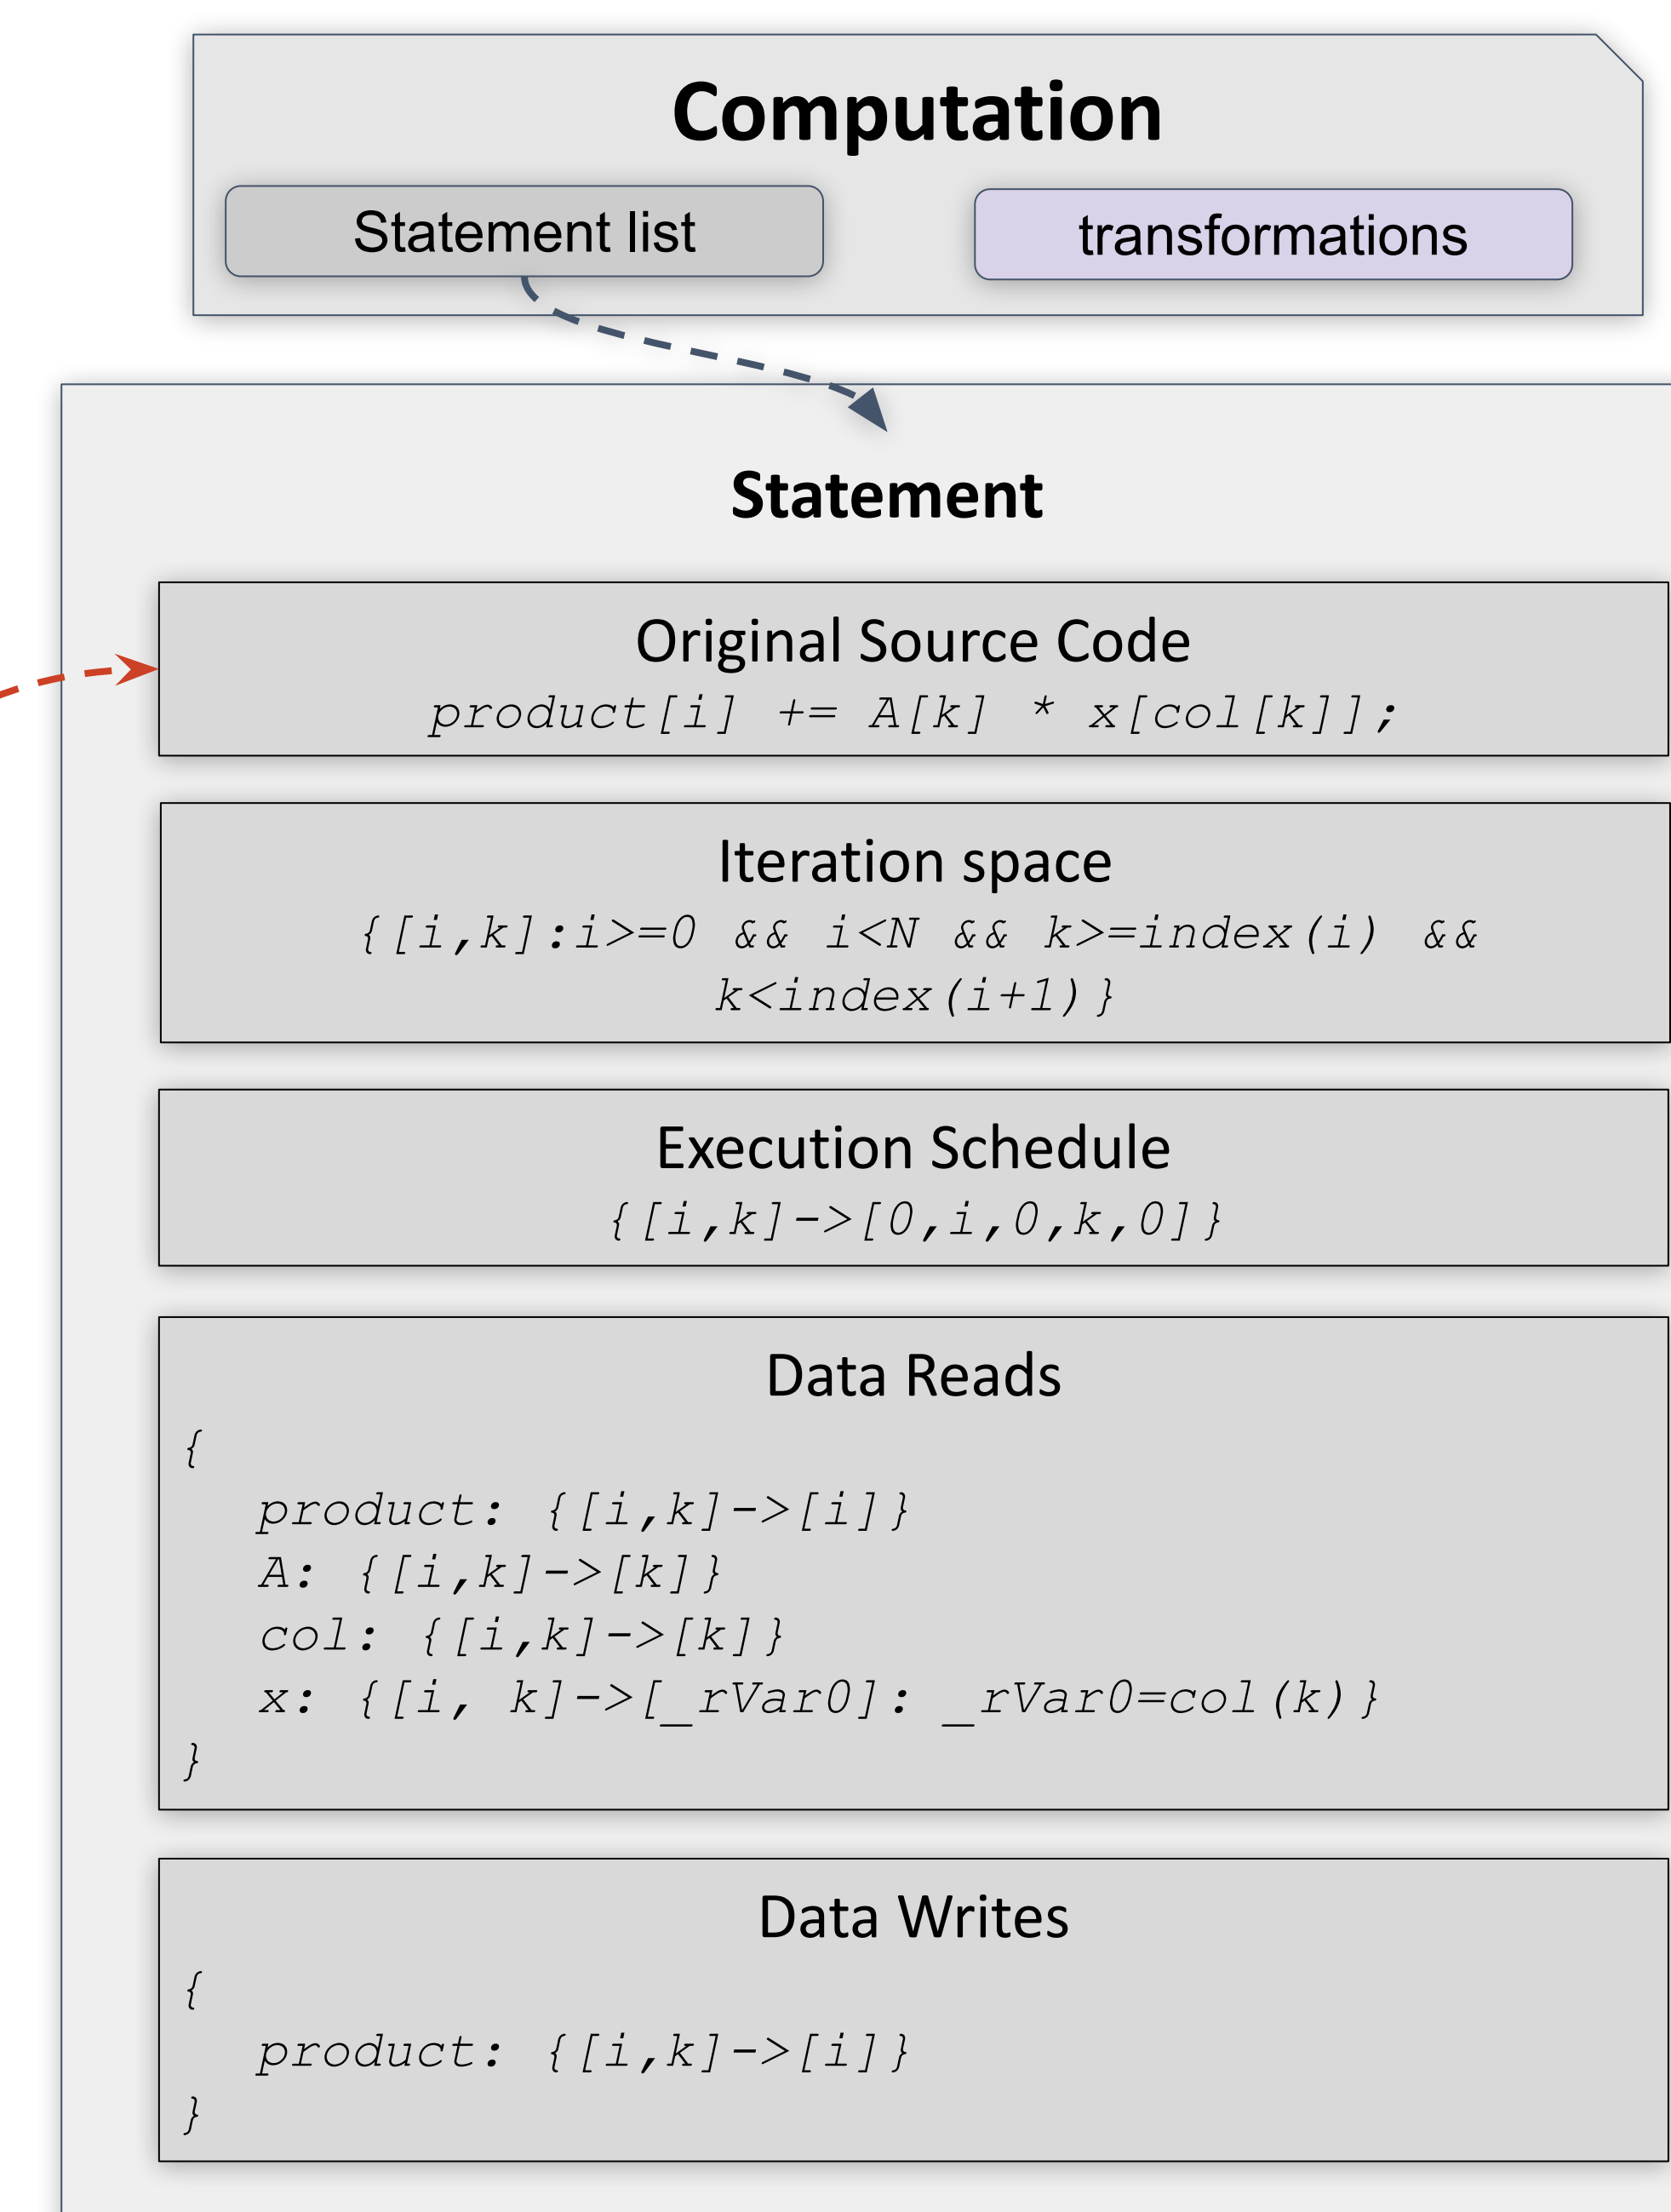 Computation
Statement list
transformations
Statement
Original Source Code
product[i] += A[k] * x[col[k]];
Iteration space
{[i,k]:i>=0 && i<N && k>=index(i) &&
k<index(i+1)}
Execution Schedule
{[i,k]->[0,i,0,k,0]}
Data Reads
{
product: {[i,k]->[i]}
A: {[i,k]->[k]}
col: {[i,k]->[k]}
x: {[i, k]->[_rVar0]: _rVar0=col(k)}
}
Data Writes
{
product: {[i,k]->[i]}
}